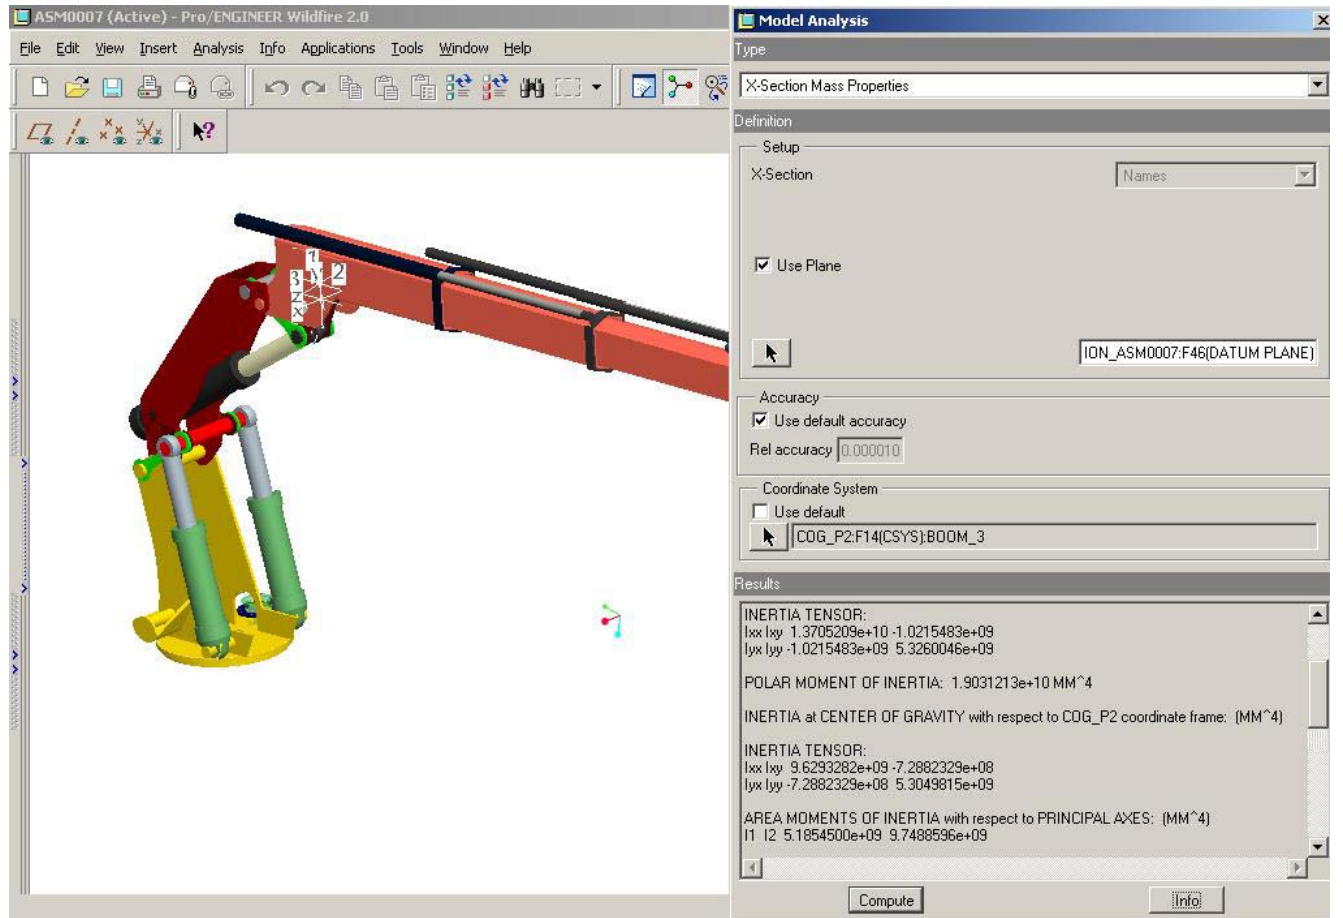 ASM0007 (Active) - Pro/ENGINEER Wildfire 2.0
File Edit View Insert Analysis Info Applications Tools Window Help
1
3 y 2
z
x
Model Analysis
Type
X-Section Mass Properties
Definition
Setup
X-Section Names
Use Plane
ION_ASM0007:F46(DATUM PLANE)
Accuracy
Use default accuracy
Rel accuracy 0.000010
Coordinate System
Use default
COG_P2:F14(CSYS):BOOM_3
Results
INERTIA TENSOR:
Ixx Ixy 1.3705209e+10 -1.0215483e+09
Iyx Iyy -1.0215483e+09 5.3260046e+09
POLAR MOMENT OF INERTIA: 1.9031213e+10 MM^4
INERTIA at CENTER OF GRAVITY with respect to COG_P2 coordinate frame: (MM^4)
INERTIA TENSOR:
Ixx Ixy 9.6293282e+09 -7.2882329e+08
Iyx Iyy -7.2882329e+08 5.3049815e+09
AREA MOMENTS OF INERTIA with respect to PRINCIPAL AXES: (MM^4)
I1 I2 5.1854500e+09 9.7488596e+09
Compute Info